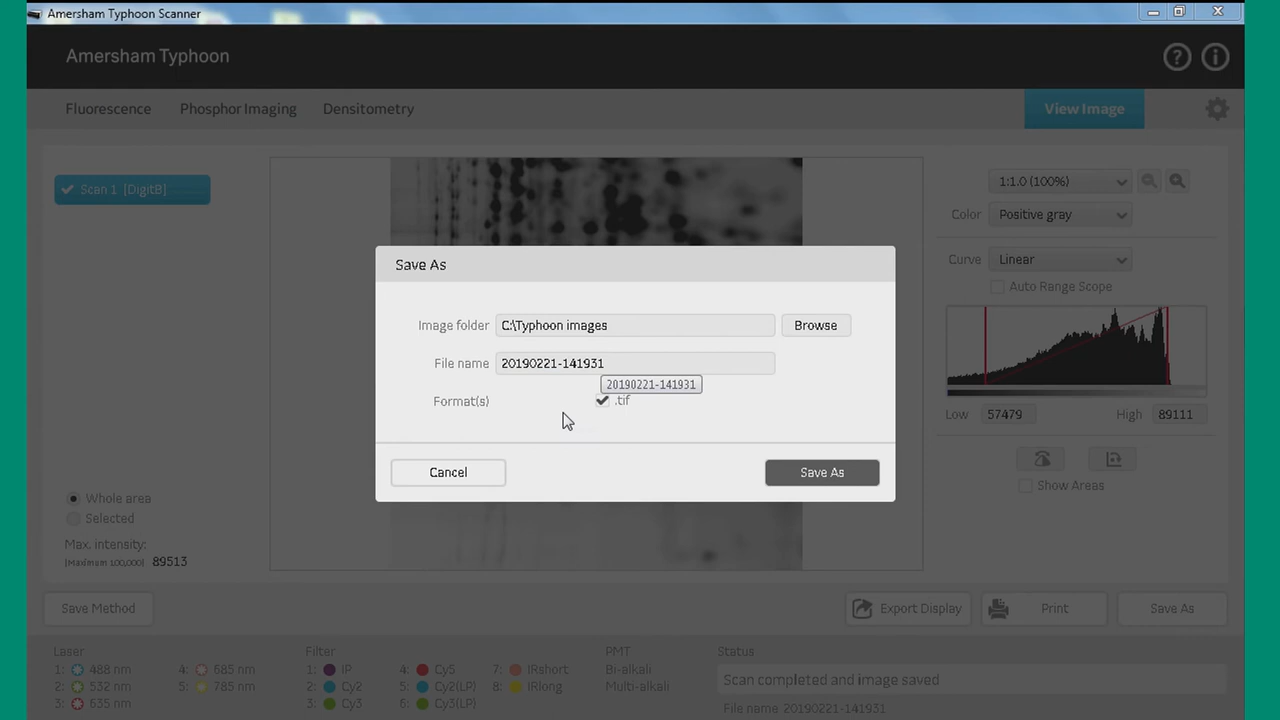 Amersham Typhoon Scanner
Amersham Typhoon
Fluorescence
Phosphor Imaging
Densitometry
View Image
Scan 1 [DigitB]
1:1.0 (100%)
Color
Positive gray
Curve
Linear
Auto Range Scope
Low 57479
High 89111
Show Areas
Save As
Image folder
C:\Typhoon images
Browse
File name
20190221-141931
20190221-141931
Format(s)
.tif
Cancel
Save As
Whole area
Selected
Max. intensity:
[Maximum 100,000] 89513
Save Method
Export Display
Print
Save As
Laser
1: 488 nm
2: 532 nm
3: 635 nm
4: 685 nm
5: 785 nm
Filter
1: IP
2: Cy2
3: Cy3
4: Cy5
5: Cy2(LP)
6: Cy3(LP)
7: IRshort
8: IRlong
PMT
Bi-alkali
Multi-alkali
Status
Scan completed and image saved
File name 20190221-141931